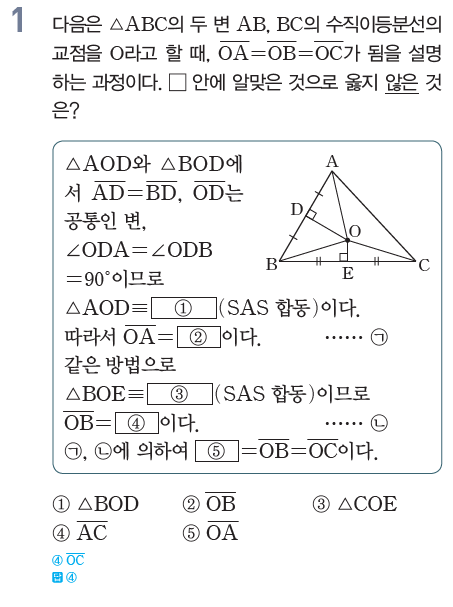 1
다음은 △ABC의 두 변 AB, BC의 수직이등분선의
교점을 O라고 할 때, OA=OB=OC가 됨을 설명
하는 과정이다. □ 안에 알맞은 것으로 옳지 않은 것
은?
△AOD와 △BOD에
서 AD=BD, OD는
공통인 변,
∠ODA=∠ODB
=90°이므로
△AOD≡ ① (SAS 합동)이다.
따라서 OA= ② 이다. …… ㉠
같은 방법으로
△BOE≡ ③ (SAS 합동)이므로
OB= ④ 이다. …… ㉡
㉠, ㉡에 의하여 ⑤ =OB=OC이다.
A
D
O
B
E
C
① △BOD ② OB ③ △COE
④ AC ⑤ OA
④ OC
답 ④